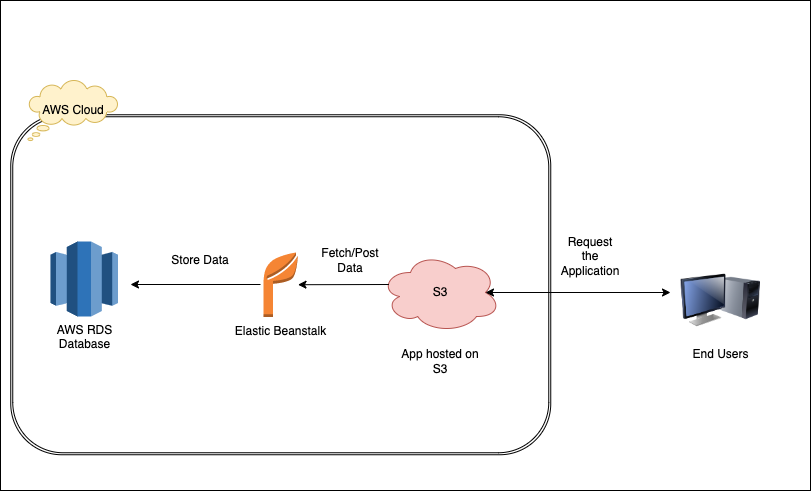 AWS Cloud
Request
the
Application
Store Data
Fetch/Post
Data
S3
AWS RDS
Database
Elastic Beanstalk
App hosted on
S3
End Users